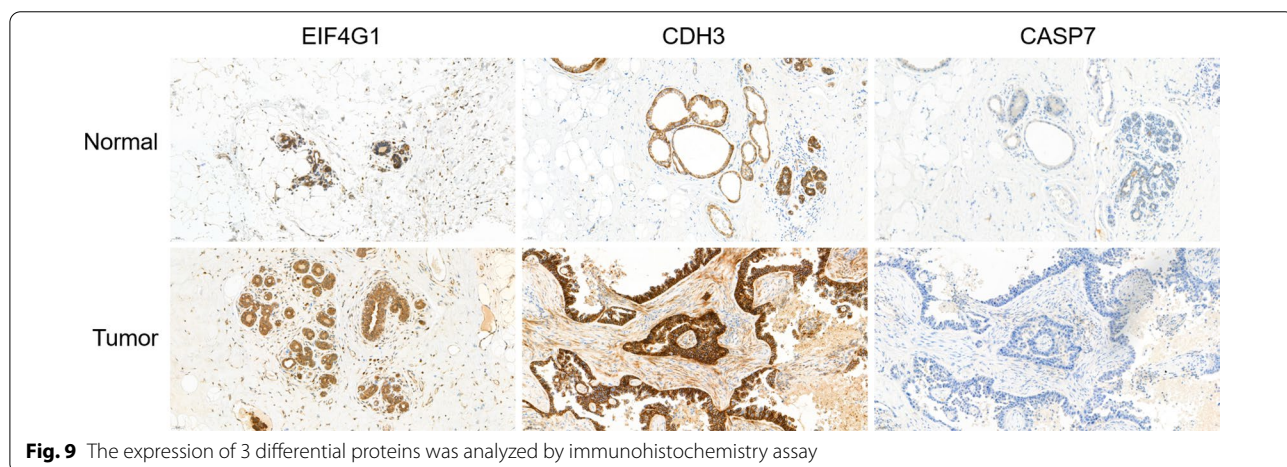 EIF4G1 CDH3 CASP7
Normal
Tumor
Fig. 9 The expression of 3 differential proteins was analyzed by immunohistochemistry assay